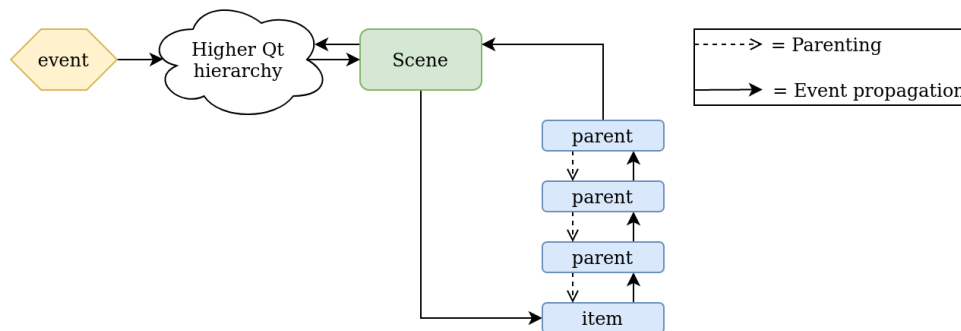 event
Higher Qt
hierarchy
Scene
= Parenting
= Event propagation
parent
parent
parent
item